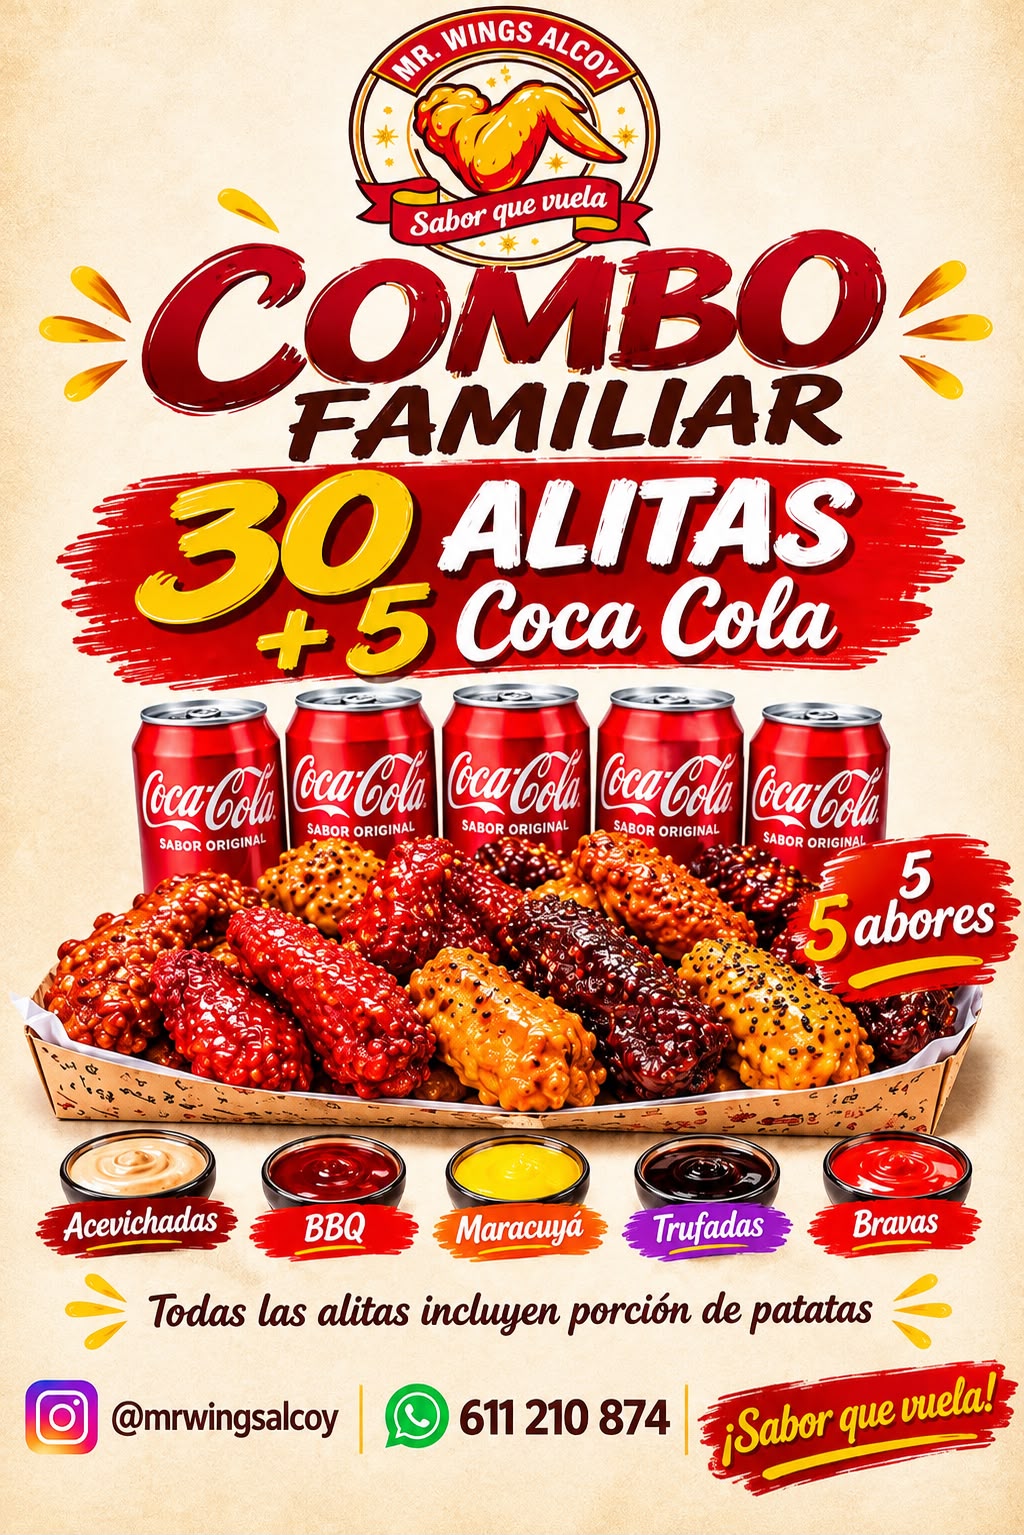 MR. WINGS ALCOY
Sabor que vuela
COMBO
FAMILIAR
30 ALITAS
+5 Coca Cola
Coca-Cola
SABOR ORIGINAL
Coca-Cola
SABOR ORIGINAL
Coca-Cola
SABOR ORIGINAL
Coca-Cola
SABOR ORIGINAL
Coca-Cola
SABOR ORIGINAL
5
5abores
Acevichadas
BBQ
Maracuyá
Trufadas
Bravas
Todas las alitas incluyen porción de patatas
@mrwingsalcoy
611 210 874
¡Sabor que vuela!